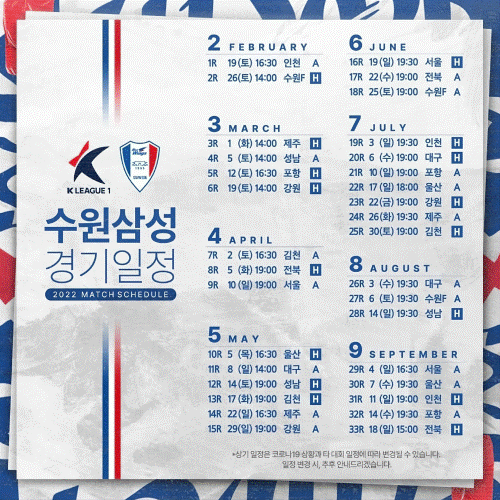 K LEAGUE 1
수원삼성
경기일정
2022 MATCH SCHEDULE
2 FEBRUARY
1R 19 (토) 16:30 인천 A
2R 26 (토) 14:00 수원F H
3 MARCH
3R 1 (화) 14:00 제주 H
4R 5 (토) 14:00 성남 A
5R 12 (토) 16:30 포항 H
6R 19 (토) 14:00 강원 H
4 APRIL
7R 2 (토) 16:30 김천 A
8R 5 (화) 19:00 전북 H
9R 10 (일) 19:00 서울 A
5 MAY
10R 5 (목) 16:30 울산 H
11R 8 (일) 14:00 대구 A
12R 14 (토) 19:00 성남 H
13R 17 (화) 19:00 김천 H
14R 22 (일) 16:30 제주 A
15R 29 (일) 19:00 강원 A
6 JUNE
16R 19 (일) 19:30 서울 H
17R 22 (수) 19:00 전북 A
18R 25 (토) 19:00 수원F A
7 JULY
19R 3 (일) 19:30 인천 H
20R 6 (수) 19:00 대구 H
21R 10 (일) 19:00 포항 A
22R 17 (일) 18:00 울산 A
23R 22 (금) 19:00 강원 H
24R 26 (화) 19:30 제주 A
25R 30 (토) 19:00 김천 H
8 AUGUST
26R 3 (수) 19:30 대구 A
27R 6 (토) 19:30 수원F A
28R 14 (일) 19:30 성남 H
9 SEPTEMBER
29R 4 (일) 16:30 서울 A
30R 7 (수) 19:30 울산 A
31R 11 (일) 19:00 인천 H
32R 14 (수) 19:30 포항 A
33R 18 (일) 15:00 전북 H
*상기 일정은 코로나19 상황과 타 대회 일정에 따라 변경될 수 있습니다.
일정 변경 시, 추후 안내드리겠습니다.